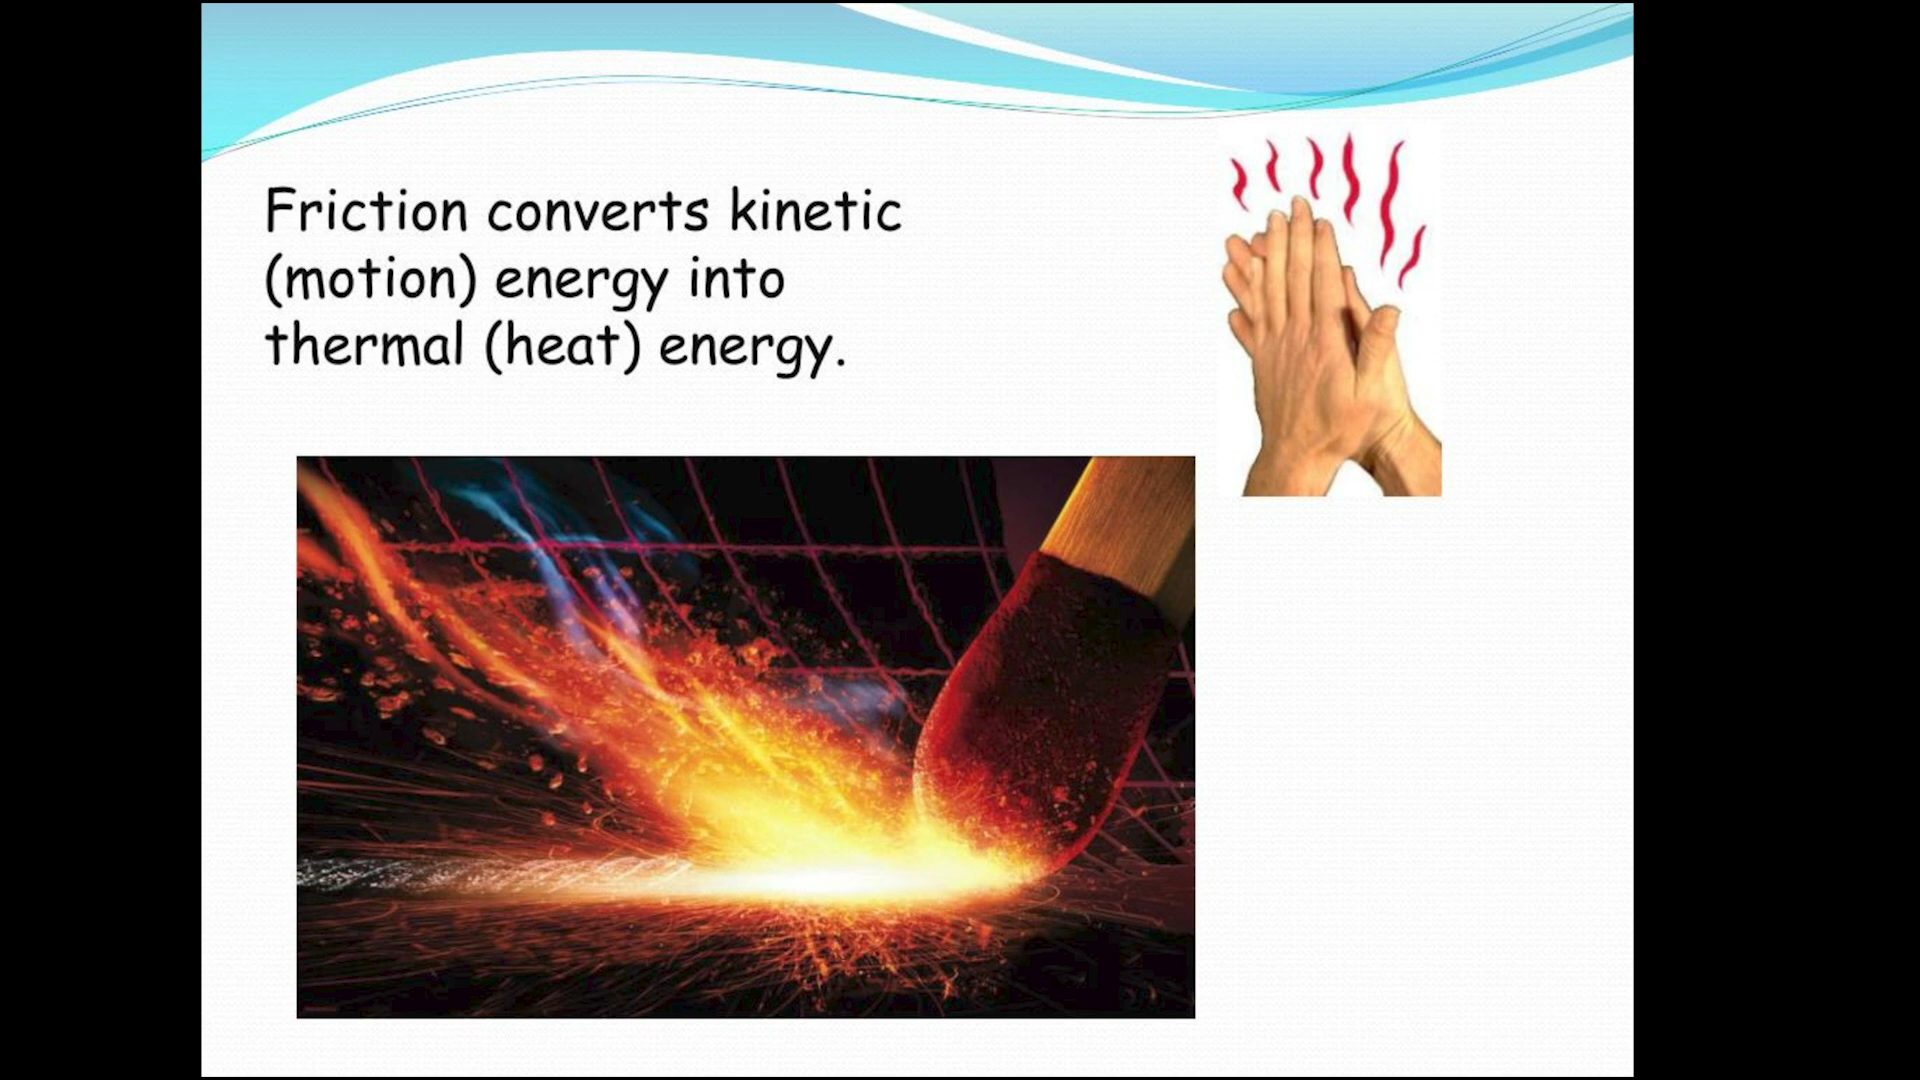 Friction converts kinetic
(motion) energy into
thermal (heat) energy.